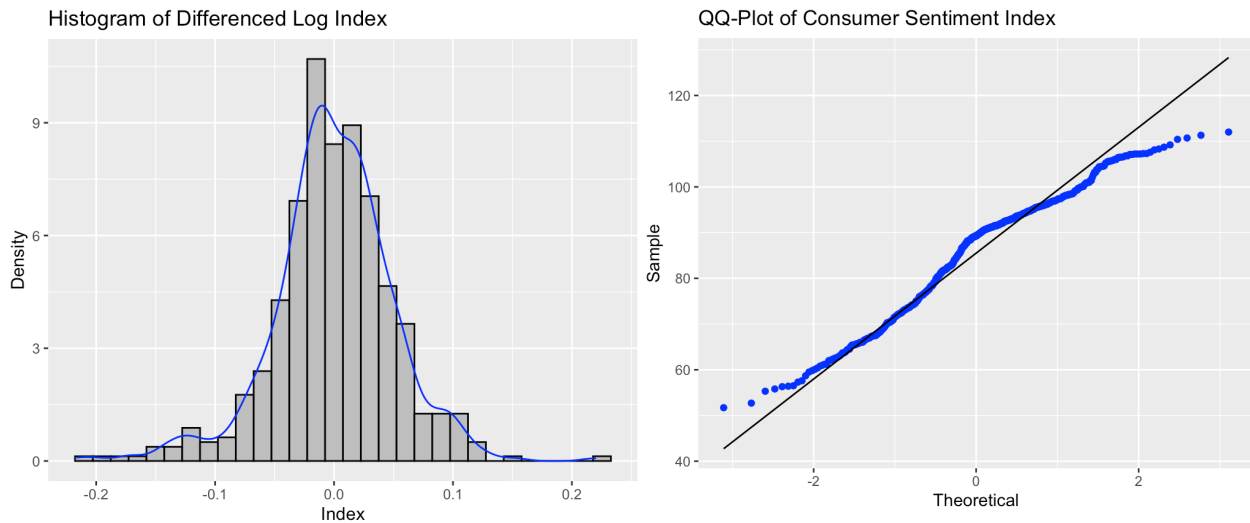 Histogram of Differenced Log Index
Density
9
6
3
0
-0.2
-0.1
0.0
0.1
0.2
Index
QQ-Plot of Consumer Sentiment Index
Sample
120
100
80
60
40
-2
0
2
Theoretical